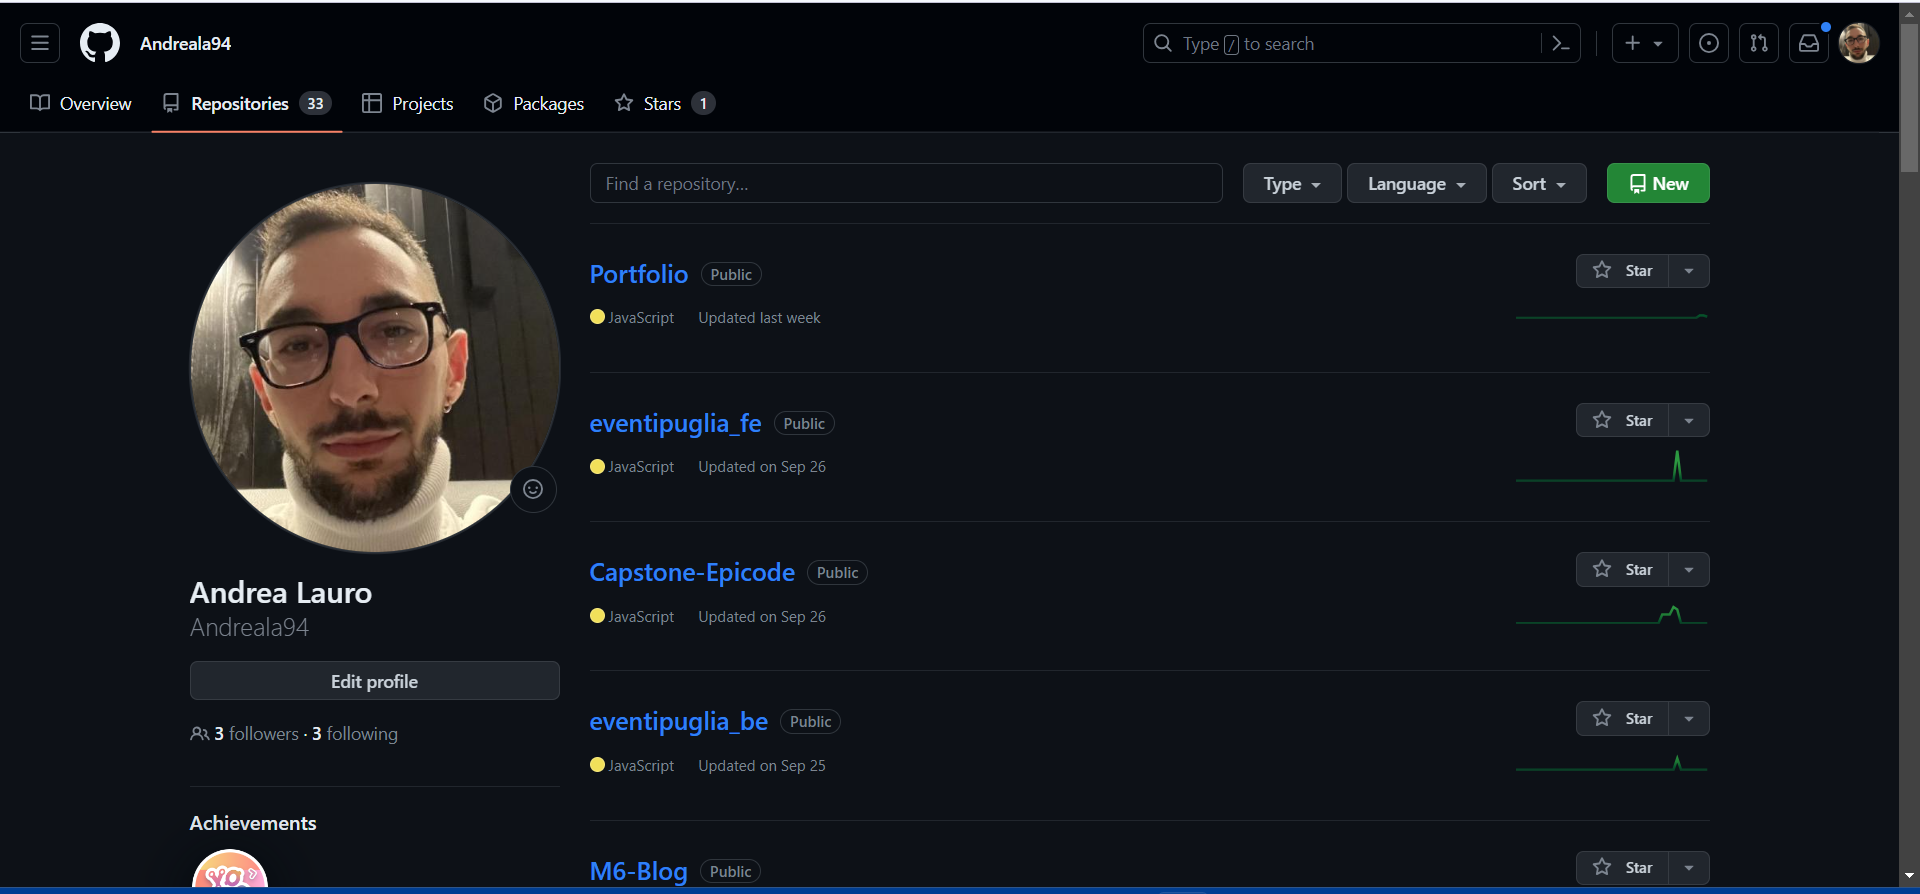 Andreala94
Type / to search
Overview
Repositories 33
Projects
Packages
Stars 1
Find a repository...
Type
Language
Sort
New
Portfolio Public
Star
JavaScript Updated last week
eventipuglia_fe Public
Star
JavaScript Updated on Sep 26
Capstone-Epicode Public
Star
JavaScript Updated on Sep 26
eventipuglia_be Public
Star
JavaScript Updated on Sep 25
M6-Blog Public
Star
Andrea Lauro
Andreala94
Edit profile
3 followers · 3 following
Achievements